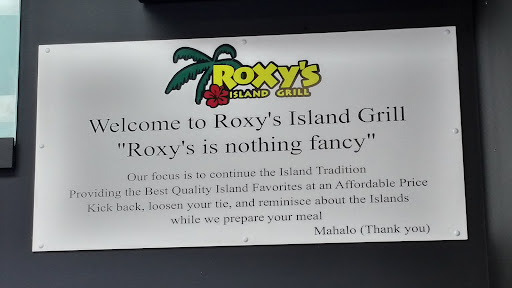 ROXY'S
ISLAND GRILL
Welcome to Roxy's Island Grill
"Roxy's is nothing fancy"
Our focus is to continue the Island Tradition
Providing the Best Quality Island Favorites at an Affordable Price
Kick back, loosen your tie, and reminisce about the Islands
while we prepare your meal
Mahalo (Thank you)